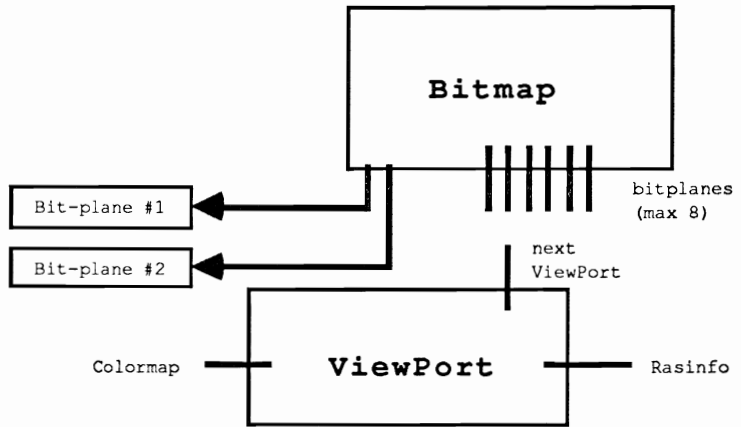 Bitmap
bitplanes
(max 8)
Bit-plane #1
Bit-plane #2
next
ViewPort
Colormap
ViewPort
Rasinfo